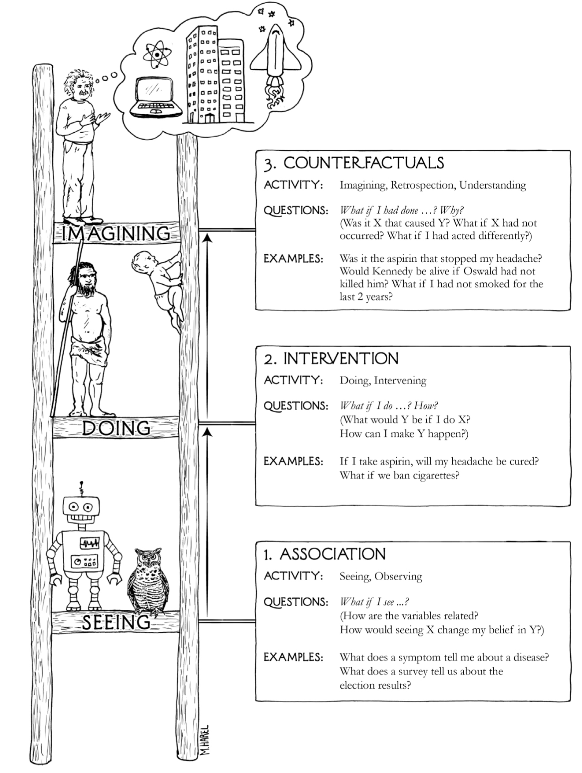 IMAGINING
DOING
SEEING
M.HAREL
3. COUNTERFACTUALS
ACTIVITY: Imagining, Retrospection, Understanding
QUESTIONS: What if I had done …? Why?
(Was it X that caused Y? What if X had not
occurred? What if I had acted differently?)
EXAMPLES: Was it the aspirin that stopped my headache?
Would Kennedy be alive if Oswald had not
killed him? What if I had not smoked for the
last 2 years?
2. INTERVENTION
ACTIVITY: Doing, Intervening
QUESTIONS: What if I do …? How?
(What would Y be if I do X?
How can I make Y happen?)
EXAMPLES: If I take aspirin, will my headache be cured?
What if we ban cigarettes?
1. ASSOCIATION
ACTIVITY: Seeing, Observing
QUESTIONS: What if I see ...?
(How are the variables related?
How would seeing X change my belief in Y?)
EXAMPLES: What does a symptom tell me about a disease?
What does a survey tell us about the
election results?